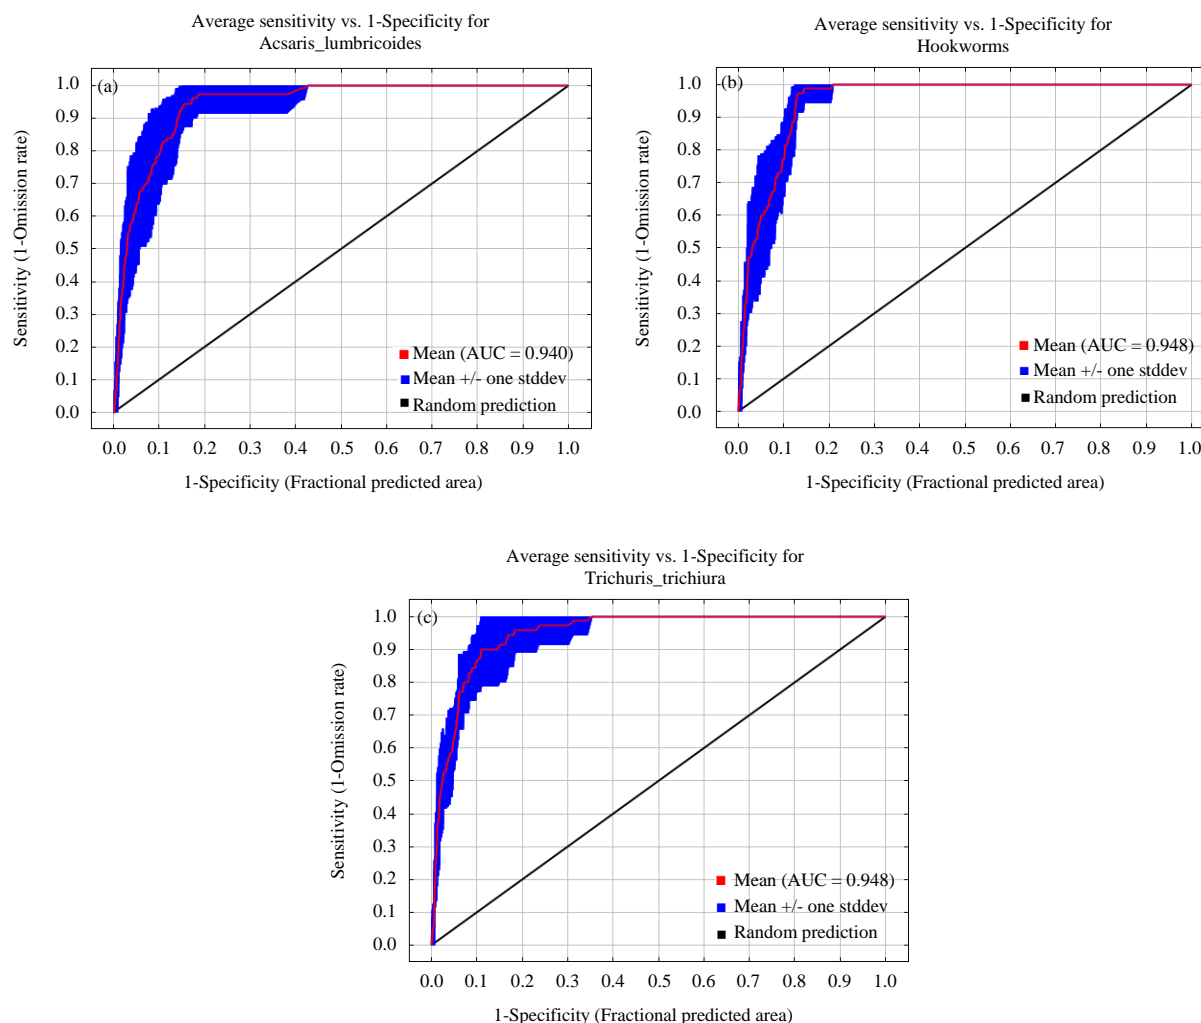 Average sensitivity vs. 1-Specificity for
Acsaris_lumbricoides
(a)
Sensitivity (1-Omission rate)
1.0
0.9
0.8
0.7
0.6
0.5
0.4
0.3
0.2
0.1
0.0
Mean (AUC = 0.940)
Mean +/- one stddev
Random prediction
0.0 0.1 0.2 0.3 0.4 0.5 0.6 0.7 0.8 0.9 1.0
1-Specificity (Fractional predicted area)
Average sensitivity vs. 1-Specificity for
Hookworms
(b)
Sensitivity (1-Omission rate)
1.0
0.9
0.8
0.7
0.6
0.5
0.4
0.3
0.2
0.1
0.0
Mean (AUC = 0.948)
Mean +/- one stddev
Random prediction
0.0 0.1 0.2 0.3 0.4 0.5 0.6 0.7 0.8 0.9 1.0
1-Specificity (Fractional predicted area)
Average sensitivity vs. 1-Specificity for
Trichuris_trichiura
(c)
Sensitivity (1-Omission rate)
1.0
0.9
0.8
0.7
0.6
0.5
0.4
0.3
0.2
0.1
0.0
Mean (AUC = 0.948)
Mean +/- one stddev
Random prediction
0.0 0.1 0.2 0.3 0.4 0.5 0.6 0.7 0.8 0.9 1.0
1-Specificity (Fractional predicted area)